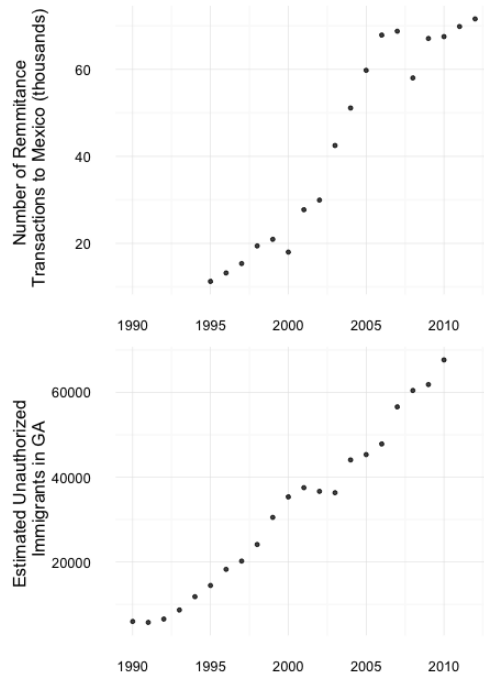 Number of Remmitance
Transactions to Mexico (thousands)
60
40
20
1990 1995 2000 2005 2010
Estimated Unauthorized
Immigrants in GA
60000
40000
20000
1990 1995 2000 2005 2010